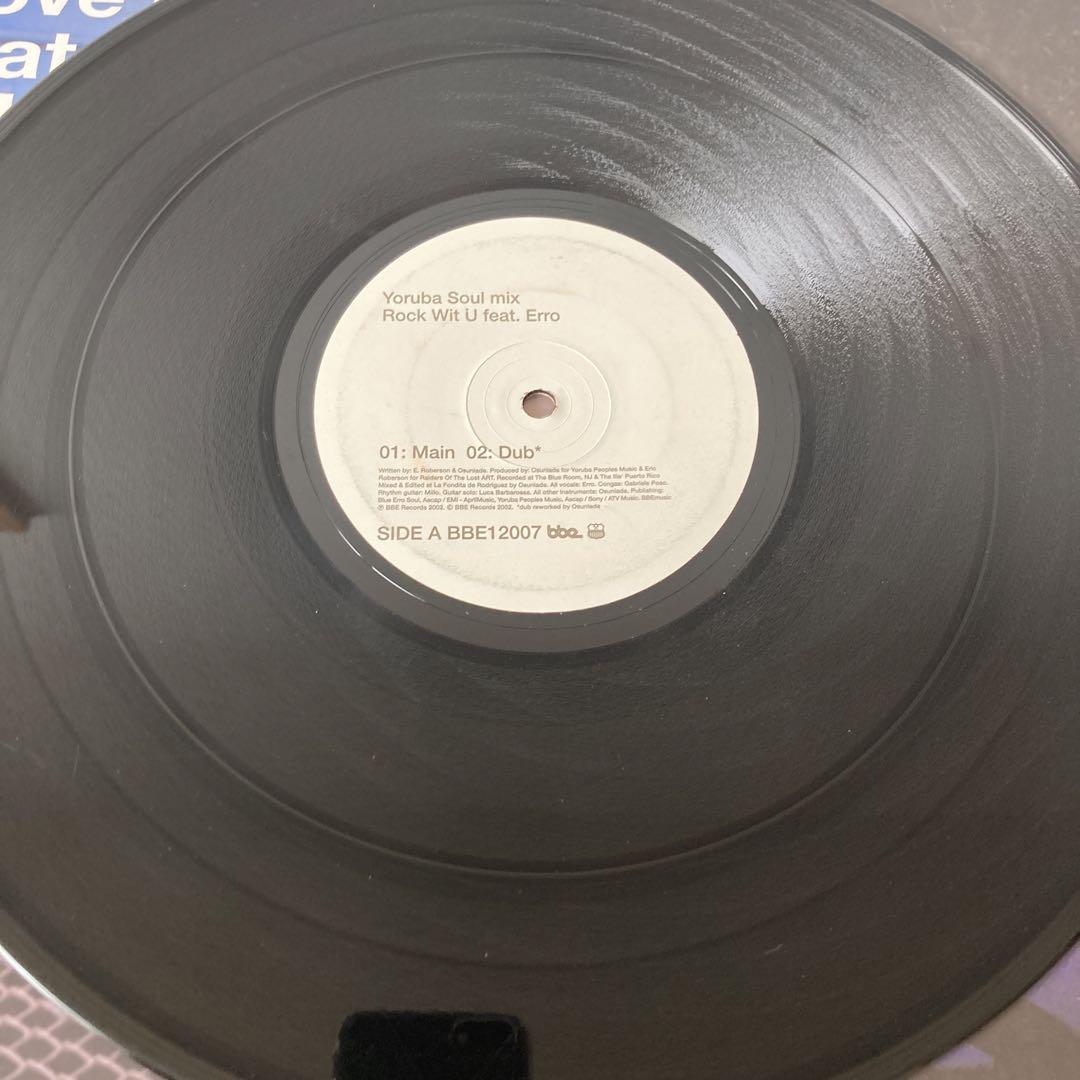 ove
at
Yoruba Soul mix
Rock Wit U feat. Erro
01: Main 02: Dub*
Written by: E. Roberson & Osunlade. Produced by: Osunlade for Yoruba Peoples Music & Eric
Roberson for Raiders Of The Lost ART. Recorded at The Blue Room, NJ & The Ilia' Puerto Rico
Mixed & Edited at La Fondita de Rodriguez by Osunlade. All vocals: Erro. Congas: Gabriele Poso.
Rhythm guitar: Millo. Guitar solo: Luca Barbarossa. All other instruments: Osunlade. Publishing:
Blue Erro Soul, Ascap / EMI - AprilMusic, Yoruba Peoples Music, Ascap / Sony / ATV Music. BBEmusic
℗ BBE Records 2002. © BBE Records 2002. *dub reworked by Osunlade
SIDE A BBE12007 bbe